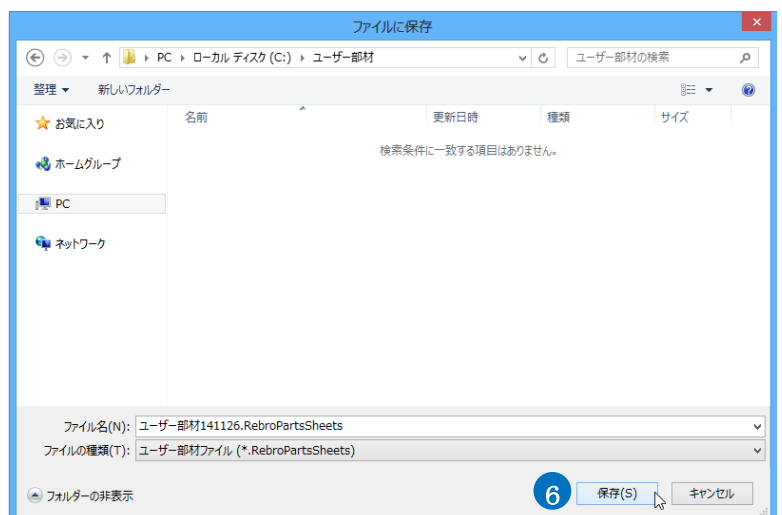 ファイルに保存
PC ローカル ディスク (C:) ユーザー部材
ユーザー部材の検索
整理 新しいフォルダー
名前 更新日時 種類 サイズ
検索条件に一致する項目はありません。
お気に入り
ホームグループ
PC
ネットワーク
ファイル名(N): ユーザー部材141126.RebroPartsSheets
ファイルの種類(T): ユーザー部材ファイル (*.RebroPartsSheets)
フォルダーの非表示
6 保存(S) キャンセル